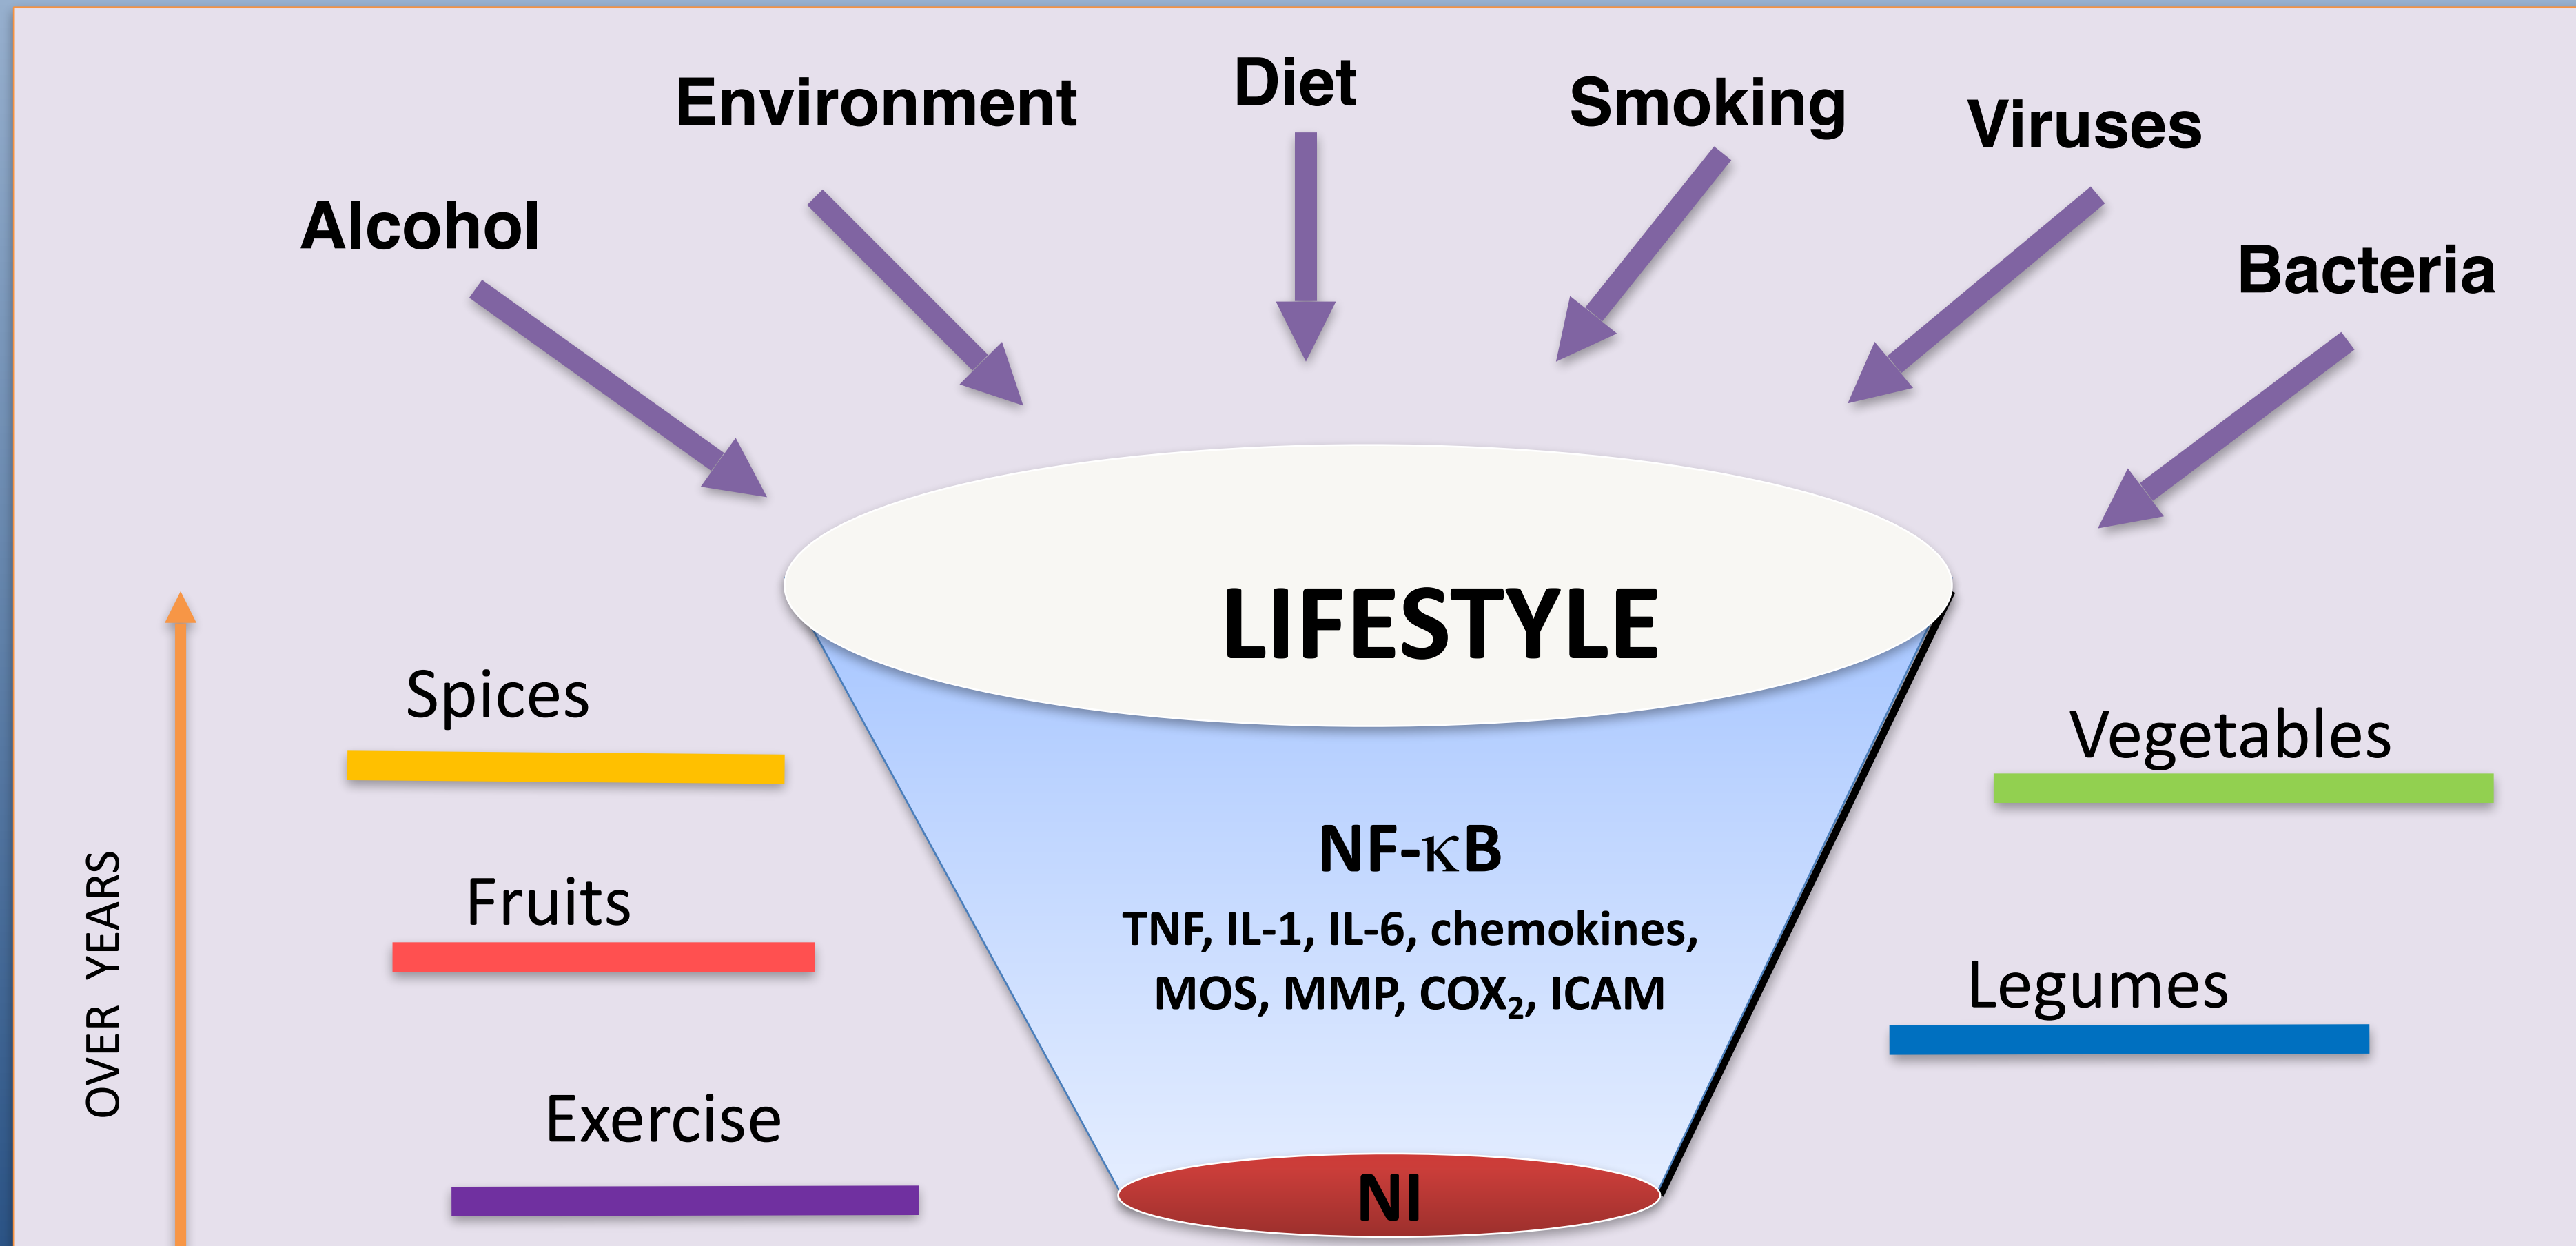 Diet
Environment
Smoking
Viruses
Alcohol
Bacteria
LIFESTYLE
Spices
Vegetables
NF-κB
Fruits
TNF, IL-1, IL-6, chemokines,
MOS, MMP, COX₂, ICAM
Legumes
OVER YEARS
Exercise
NI